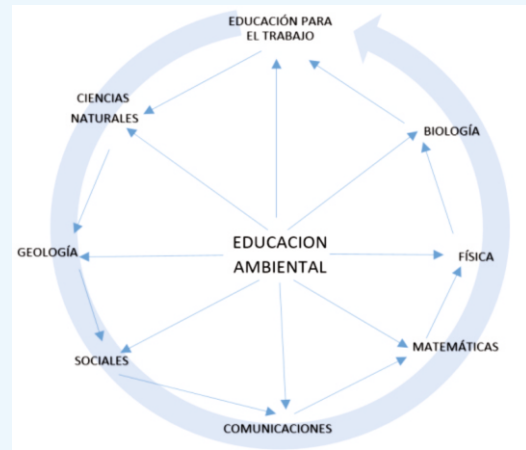 EDUCACIÓN PARA
EL TRABAJO
CIENCIAS
NATURALES
BIOLOGÍA
EDUCACION
AMBIENTAL
GEOLOGÍA
FÍSICA
SOCIALES
MATEMÁTICAS
COMUNICACIONES